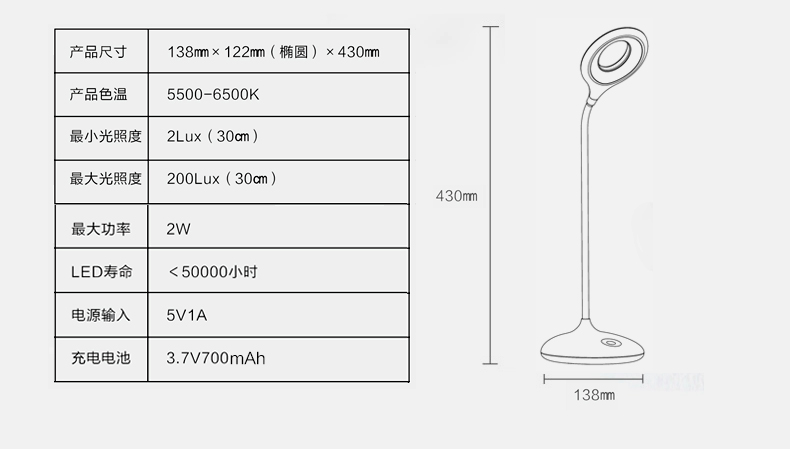 产品尺寸 138㎜×122㎜（椭圆）×430㎜
产品色温 5500-6500K
最小光照度 2Lux（30㎝）
最大光照度 200Lux（30㎝）
最大功率 2W
LED寿命 ＜50000小时
电源输入 5V1A
充电电池 3.7V700mAh
430㎜
138㎜